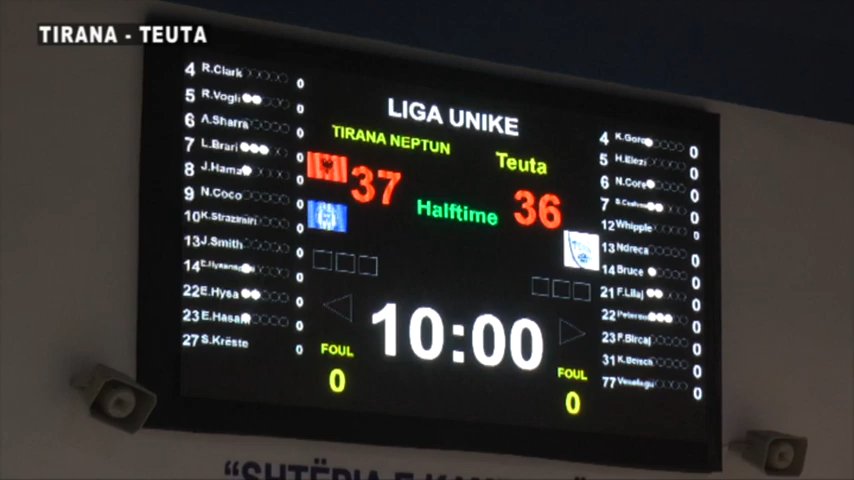 TIRANA - TEUTA
LIGA UNIKE
TIRANA NEPTUN
Teuta
37
Halftime
36
10:00
FOUL
0
FOUL
0
4 R.Clark 0
5 R.Vogli 0
6 A.Sharra 0
7 L.Brari 0
8 J.Hama 0
9 N.Coco 0
10 K.Strazimiri 0
13 J.Smith 0
14 0
22 E.Hysa 0
23 E.Hasan 0
27 S.Krëste 0
4 K.Gora 0
5 H.Elezi 0
6 N.Core 0
7 0
12 Whipple 0
13 Ndreca 0
14 Bruce 0
21 F.Lilaj 0
22 0
23 F.Bircaj 0
31 0
77 0
“SHTËPIA E